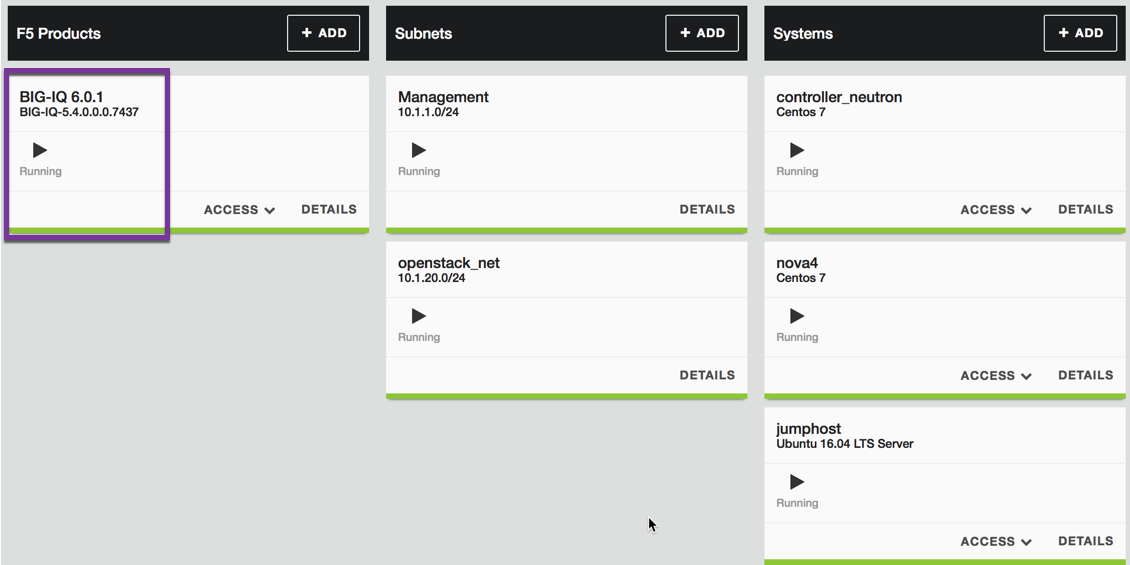 F5 Products
+ ADD
BIG-IQ 6.0.1
BIG-IQ-5.4.0.0.0.7437
Running
ACCESS
DETAILS
Subnets
+ ADD
Management
10.1.1.0/24
Running
DETAILS
openstack_net
10.1.20.0/24
Running
DETAILS
Systems
+ ADD
controller_neutron
Centos 7
Running
ACCESS
DETAILS
nova4
Centos 7
Running
ACCESS
DETAILS
jumphost
Ubuntu 16.04 LTS Server
Running
ACCESS
DETAILS